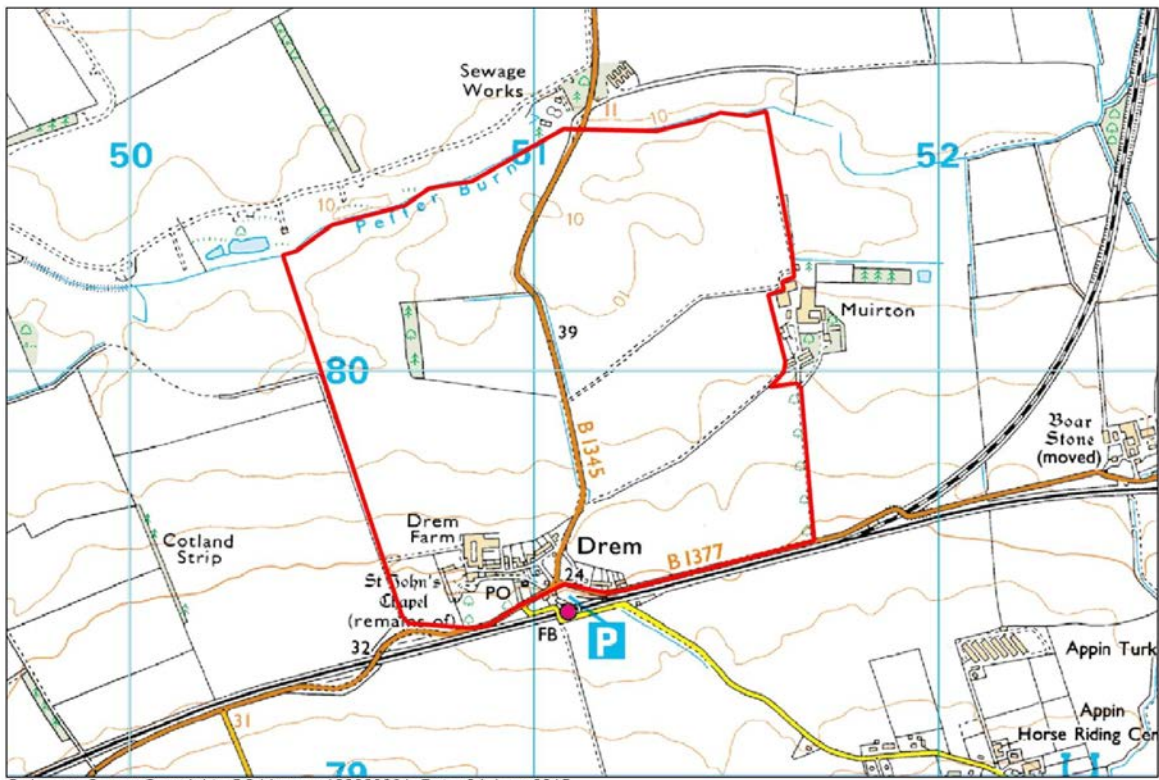 Sewage
Works
11
10
50
51
52
10
Peffer Burn
10
10
Muirton
39
80
B 1345
Boar
Stone
(moved)
Cotland
Strip
Drem
Farm
Drem
B 1377
St John's
Chapel
(remains of)
PO
24
FB
P
32
31
Appin Turk
Appin
Horse Riding Cen
79